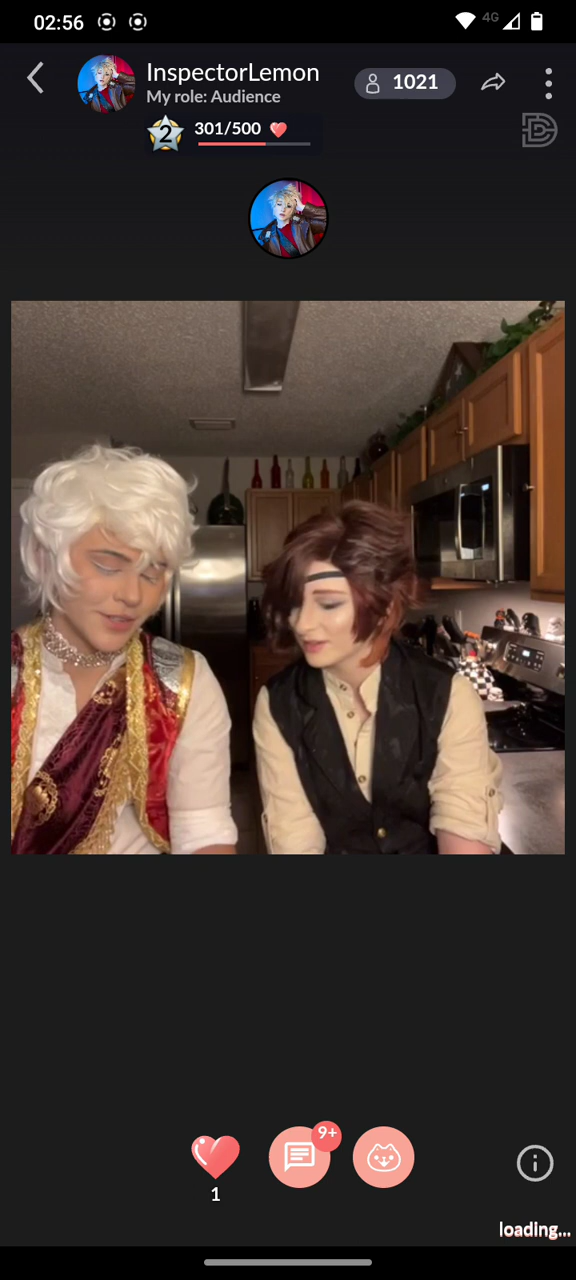 02:56
4G
InspectorLemon
1021
My role: Audience
2
301/500
9+
1
loading...